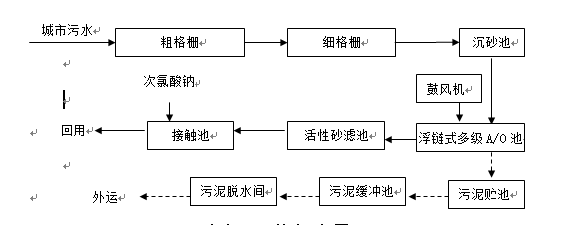 城市污水
粗格栅
细格栅
沉砂池
次氯酸钠
鼓风机
回用
接触池
活性砂滤池
浮链式多级 A/O 池
外运
污泥脱水间
污泥缓冲池
污泥贮池